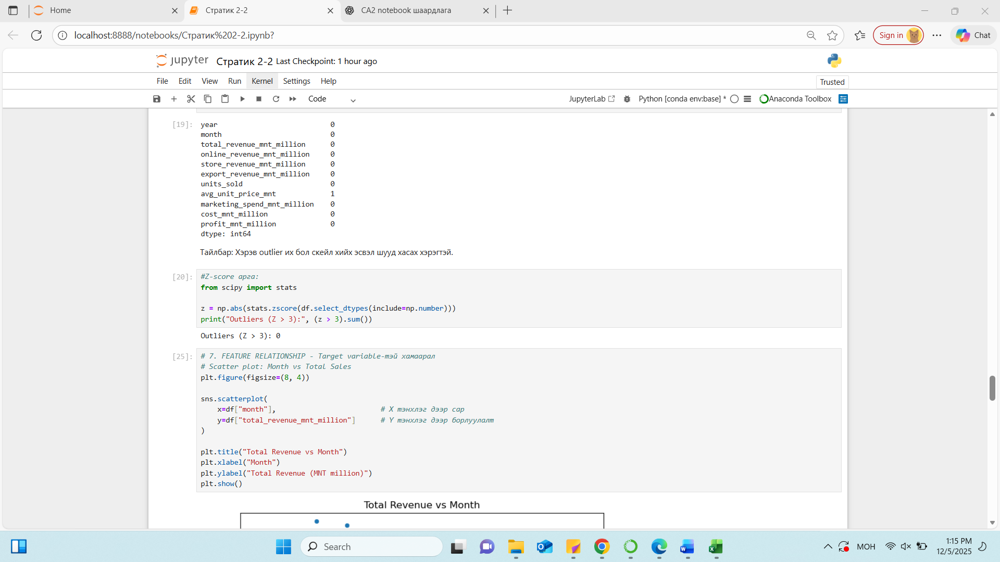 Home
Стратик 2-2
CA2 notebook шаардлага
localhost:8888/notebooks/Стратик%202-2.ipynb?
Sign in
Chat
jupyter Стратик 2-2 Last Checkpoint: 1 hour ago
File Edit View Run Kernel Settings Help
Trusted
Code
JupyterLab
Python [conda env:base] *
Anaconda Toolbox
[19]: year 0
month 0
total_revenue_mnt_million 0
online_revenue_mnt_million 0
store_revenue_mnt_million 0
export_revenue_mnt_million 0
units_sold 0
avg_unit_price_mnt 1
marketing_spend_mnt_million 0
cost_mnt_million 0
profit_mnt_million 0
dtype: int64
Тайлбар: Хэрэв outlier их бол скейл хийх эсвэл шууд хасах хэрэгтэй.
[20]: #Z-score арга:
from scipy import stats
z = np.abs(stats.zscore(df.select_dtypes(include=np.number)))
print("Outliers (Z > 3):", (z > 3).sum())
Outliers (Z > 3): 0
[25]: # 7. FEATURE RELATIONSHIP - Target variable-тэй хамаарал
# Scatter plot: Month vs Total Sales
plt.figure(figsize=(8, 4))
sns.scatterplot(
x=df["month"], # X тэнхлэг дээр сар
y=df["total_revenue_mnt_million"] # Y тэнхлэг дээр борлуулалт
)
plt.title("Total Revenue vs Month")
plt.xlabel("Month")
plt.ylabel("Total Revenue (MNT million)")
plt.show()
Total Revenue vs Month
Search
МОН
1:15 PM
12/5/2025